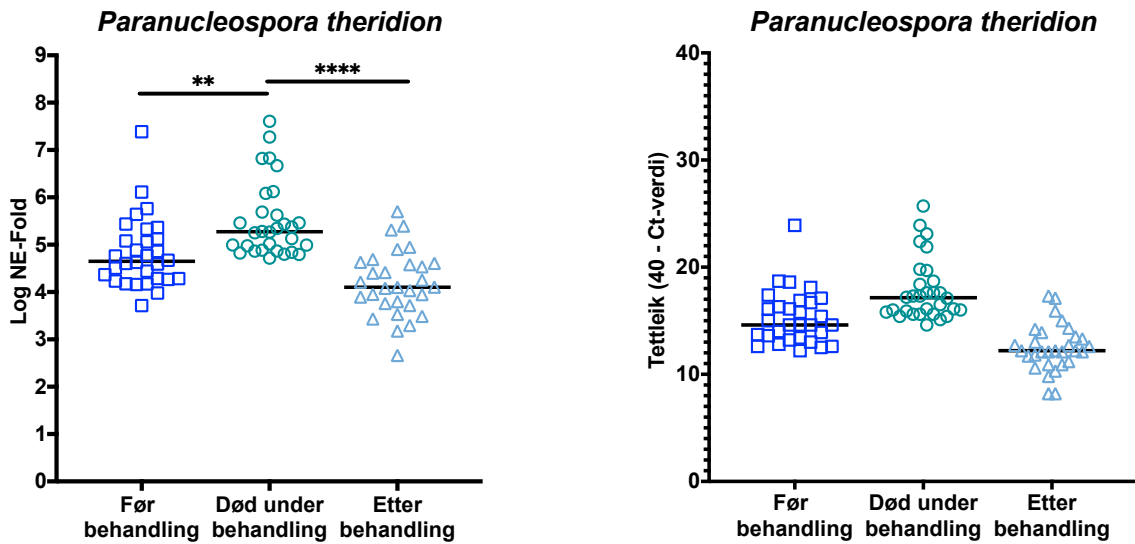 Paranucleospora theridion
Log NE-Fold
9
8
7
6
5
4
3
2
1
0
**
****
Før
behandling
Død under
behandling
Etter
behandling
Paranucleospora theridion
Tettleik (40 - Ct-verdi)
40
30
20
10
0
Før
behandling
Død under
behandling
Etter
behandling